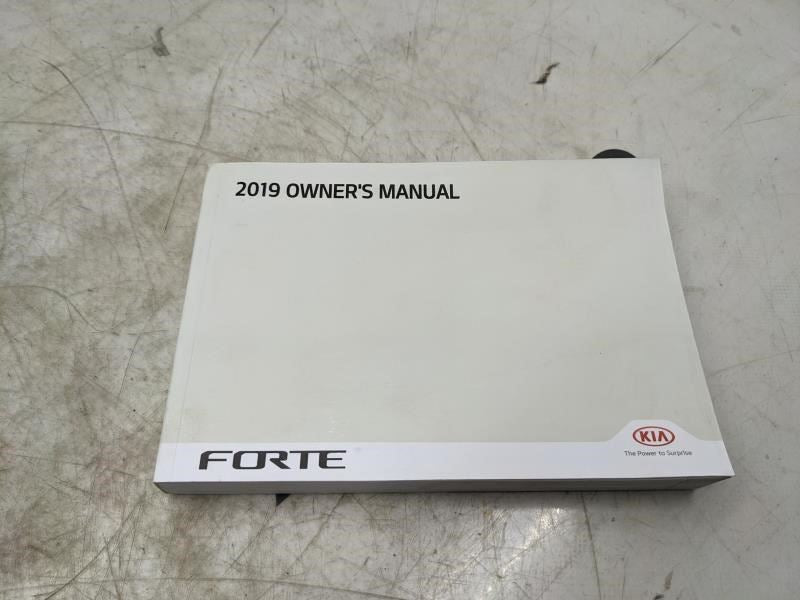 2019 OWNER'S MANUAL
FORTE
KIA
The Power to Surprise